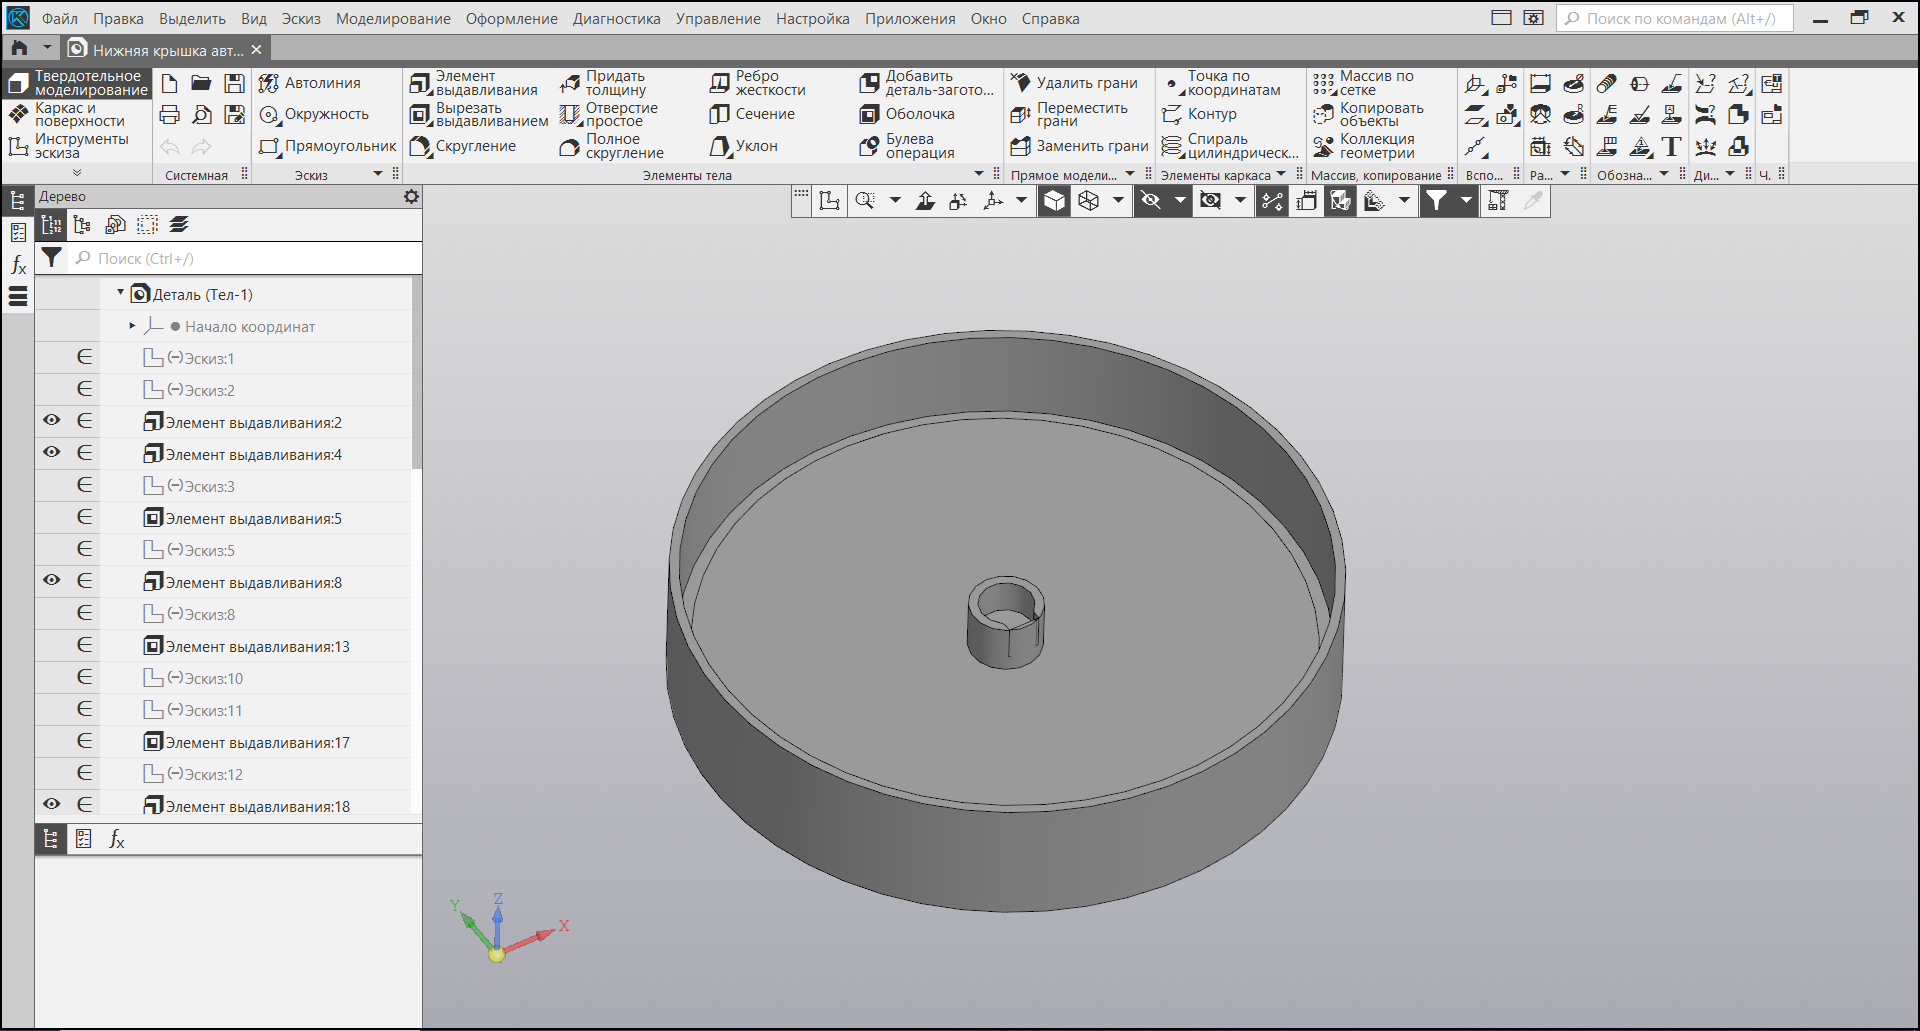 Файл Правка Выделить Вид Эскиз Моделирование Оформление Диагностика Управление Настройка Приложения Окно Справка
Поиск по командам (Alt+/)
Нижняя крышка авт...
Твердотельное моделирование
Каркас и поверхности
Инструменты эскиза
Системная
Автолиния
Окружность
Прямоугольник
Эскиз
Элемент выдавливания
Вырезать выдавливанием
Скругление
Придать толщину
Отверстие простое
Полное скругление
Ребро жесткости
Сечение
Уклон
Добавить деталь-загото...
Оболочка
Булева операция
Элементы тела
Удалить грани
Переместить грани
Заменить грани
Прямое модели...
Точка по координатам
Контур
Спираль цилиндрическ...
Элементы каркаса
Массив по сетке
Копировать объекты
Коллекция геометрии
Массив, копирование
Вспо...
Ра...
Обозна...
Ди...
Ч.
Дерево
Поиск (Ctrl+/)
Деталь (Тел-1)
Начало координат
(−)Эскиз:1
(−)Эскиз:2
Элемент выдавливания:2
Элемент выдавливания:4
(−)Эскиз:3
Элемент выдавливания:5
(−)Эскиз:5
Элемент выдавливания:8
(−)Эскиз:8
Элемент выдавливания:13
(−)Эскиз:10
(−)Эскиз:11
Элемент выдавливания:17
(−)Эскиз:12
Элемент выдавливания:18
Z
Y
X